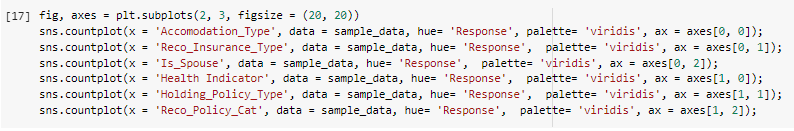 [17] fig, axes = plt.subplots(2, 3, figsize = (20, 20))
sns.countplot(x = 'Accomodation_Type', data = sample_data, hue= 'Response', palette= 'viridis', ax = axes[0, 0]);
sns.countplot(x = 'Reco_Insurance_Type', data = sample_data, hue= 'Response',  palette= 'viridis', ax = axes[0, 1]);
sns.countplot(x = 'Is_Spouse', data = sample_data, hue= 'Response',  palette= 'viridis', ax = axes[0, 2]);
sns.countplot(x = 'Health Indicator', data = sample_data, hue= 'Response',  palette= 'viridis', ax = axes[1, 0]);
sns.countplot(x = 'Holding_Policy_Type', data = sample_data, hue= 'Response',  palette= 'viridis', ax = axes[1, 1]);
sns.countplot(x = 'Reco_Policy_Cat', data = sample_data, hue= 'Response',  palette= 'viridis', ax = axes[1, 2]);